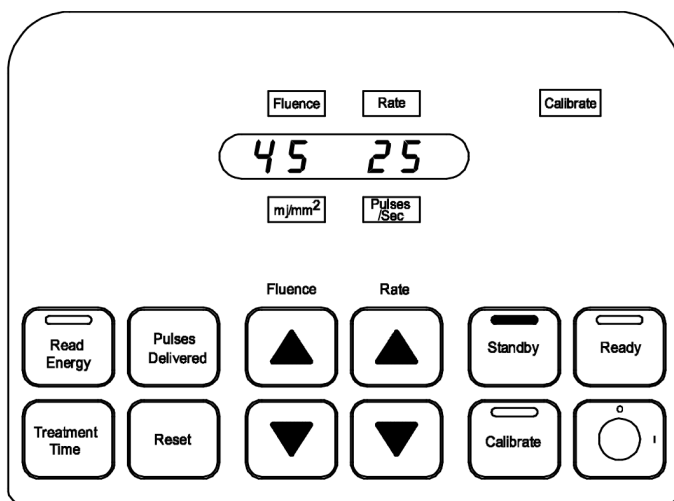 Fluence Rate Calibrate
45 25
mj/mm² Pulses
/Sec
Fluence Rate
Read
Energy
Pulses
Delivered
Standby
Ready
Treatment
Time
Reset
Calibrate
O
I